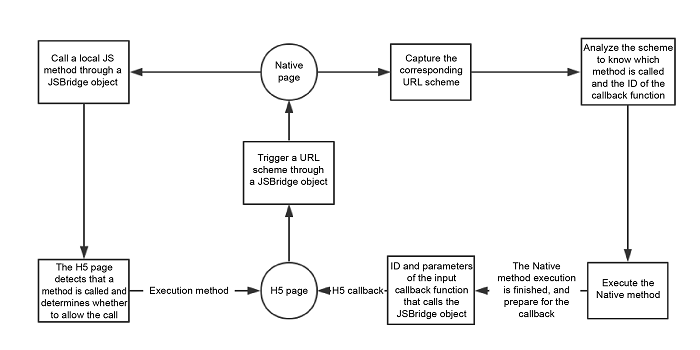 Call a local JS
method through a
JSBridge object
Native
page
Capture the
corresponding
URL scheme
Analyze the scheme
to know which
method is called
and the ID of the
callback function
Trigger a URL
scheme through
a JSBridge object
The H5 page
detects that a
method is called and
determines whether
to allow the call
Execution method
H5 page
H5 callback
ID and parameters
of the input
callback function
that calls the
JSBridge object
The Native
method execution
is finished, and
prepare for the
callback
Execute the
Native method